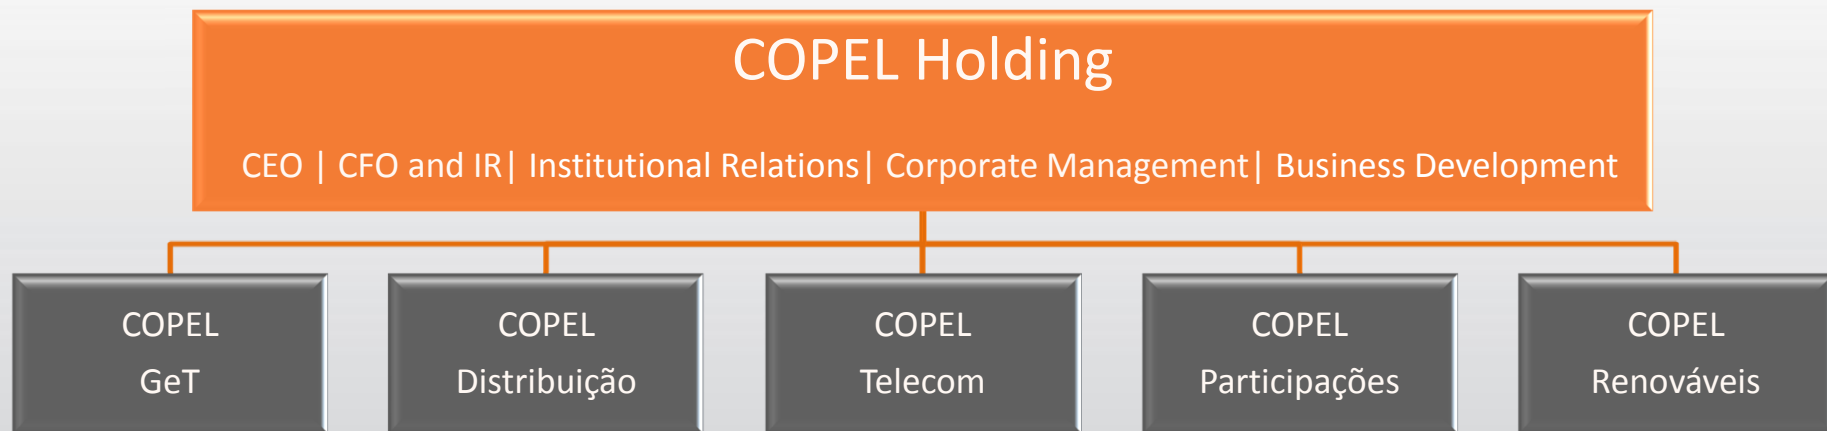 COPEL Holding
CEO | CFO and IR| Institutional Relations| Corporate Management| Business Development
COPEL
GeT
COPEL
Distribuição
COPEL
Telecom
COPEL
Participações
COPEL
Renováveis